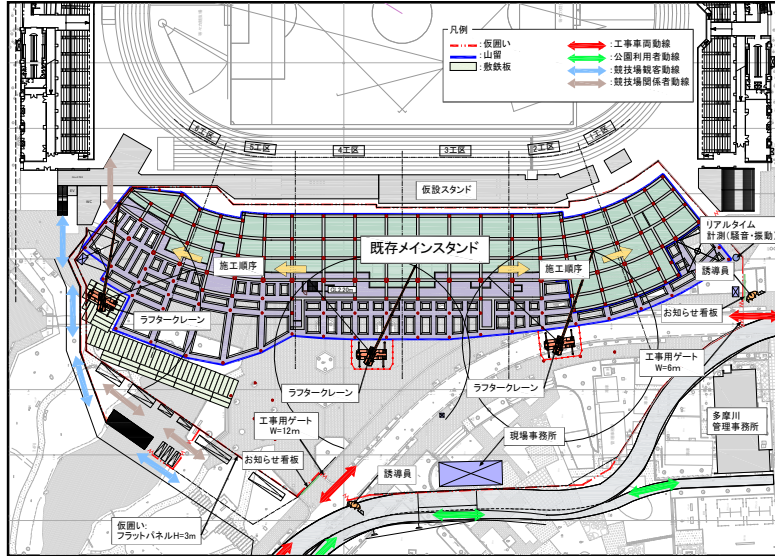 凡例
:仮囲い
:山留
:敷鉄板
:工事車両動線
:公園利用者動線
:競技場観客動線
:競技場関係者動線
6工区
5工区
4工区
3工区
2工区
1工区
仮設スタンド
リアルタイム
計測(騒音・振動)
既存メインスタンド
施工順序
施工順序
誘導員
GL2.20m
ラフタークレーン
お知らせ看板
工事用ゲート
W=6m
ラフタークレーン
ラフタークレーン
工事用ゲート
W=12m
多摩川
管理事務所
現場事務所
お知らせ看板
誘導員
仮囲い:
フラットパネルH=3m